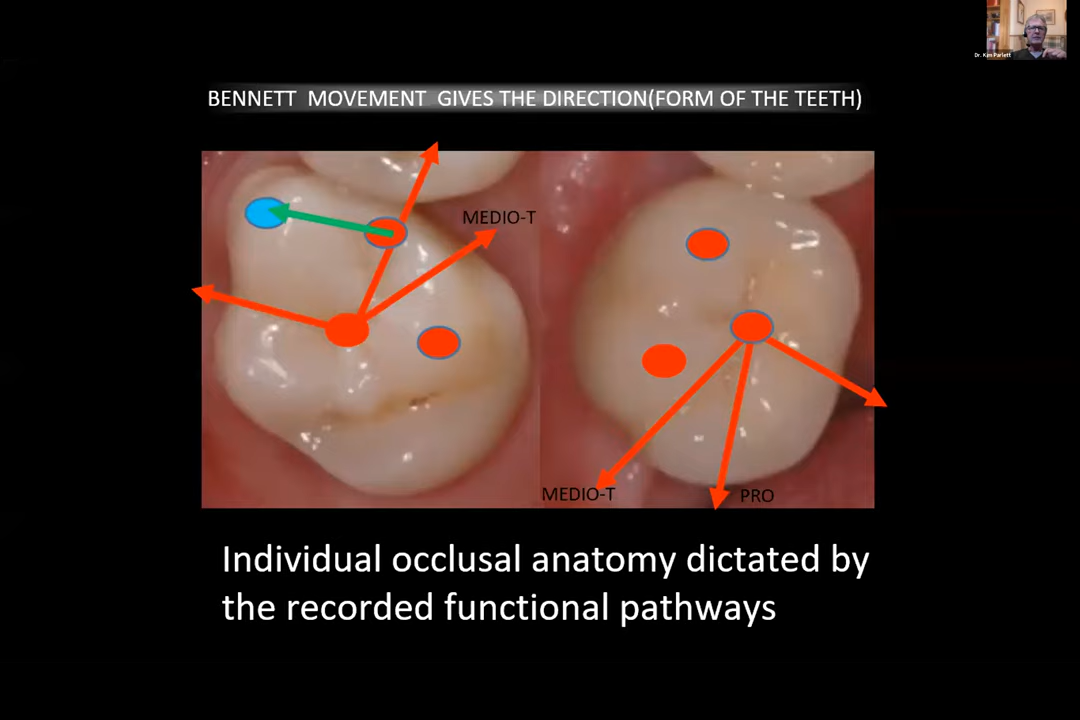 Dr. Ken Parlett
BENNETT MOVEMENT GIVES THE DIRECTION(FORM OF THE TEETH)
MEDIO-T
MEDIO-T
PRO
Individual occlusal anatomy dictated by
the recorded functional pathways